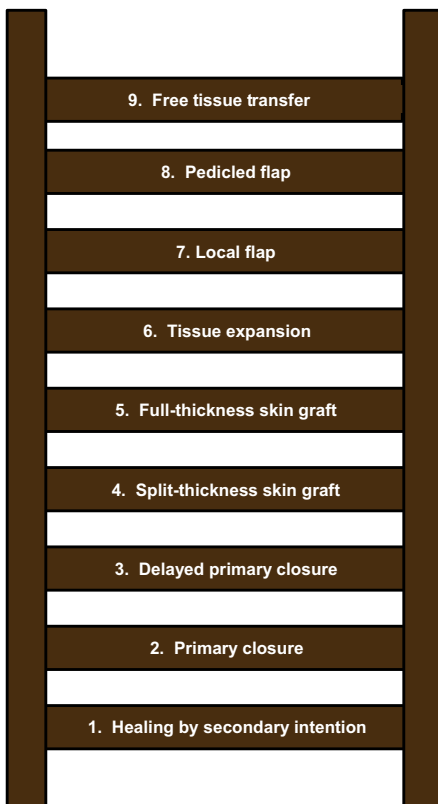 9. Free tissue transfer
8. Pedicled flap
7. Local flap
6. Tissue expansion
5. Full-thickness skin graft
4. Split-thickness skin graft
3. Delayed primary closure
2. Primary closure
1. Healing by secondary intention